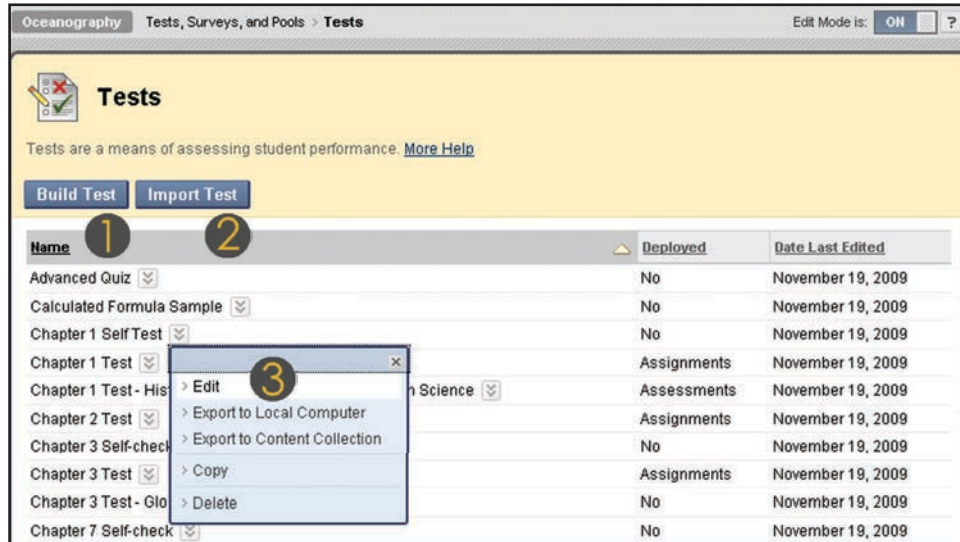 Oceanography Tests, Surveys, and Pools > Tests Edit Mode is: ON ?
Tests
Tests are a means of assessing student performance. More Help
Build Test Import Test
1 2
Name Deployed Date Last Edited
Advanced Quiz No November 19, 2009
Calculated Formula Sample No November 19, 2009
Chapter 1 Self Test No November 19, 2009
Chapter 1 Test Assignments November 19, 2009
Chapter 1 Test - His n Science Assessments November 19, 2009
Chapter 2 Test Assignments November 19, 2009
Chapter 3 Self-check No November 19, 2009
Chapter 3 Test Assignments November 19, 2009
Chapter 3 Test - Glo No November 19, 2009
Chapter 7 Self-check No November 19, 2009
3
> Edit
> Export to Local Computer
> Export to Content Collection
> Copy
> Delete